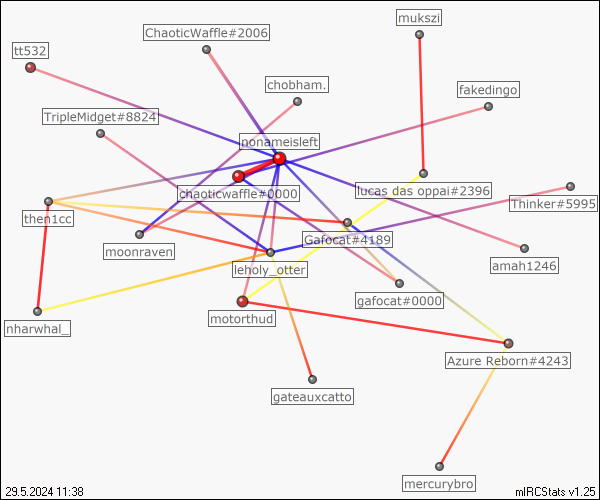 mukszi
ChaoticWaffle#2006
tt532
chobham.
fakedingo
TripleMidget#8824
nonameisleft
chaoticwaffle#0000
lucas das oppai#2396
Thinker#5995
then1cc
Gafocat#4189
moonraven
leholy_otter
amah1246
gafocat#0000
nharwhal_
motorthud
Azure Reborn#4243
gateauxcatto
mercurybro
29.5.2024 11:38
mIRCStats v1.25